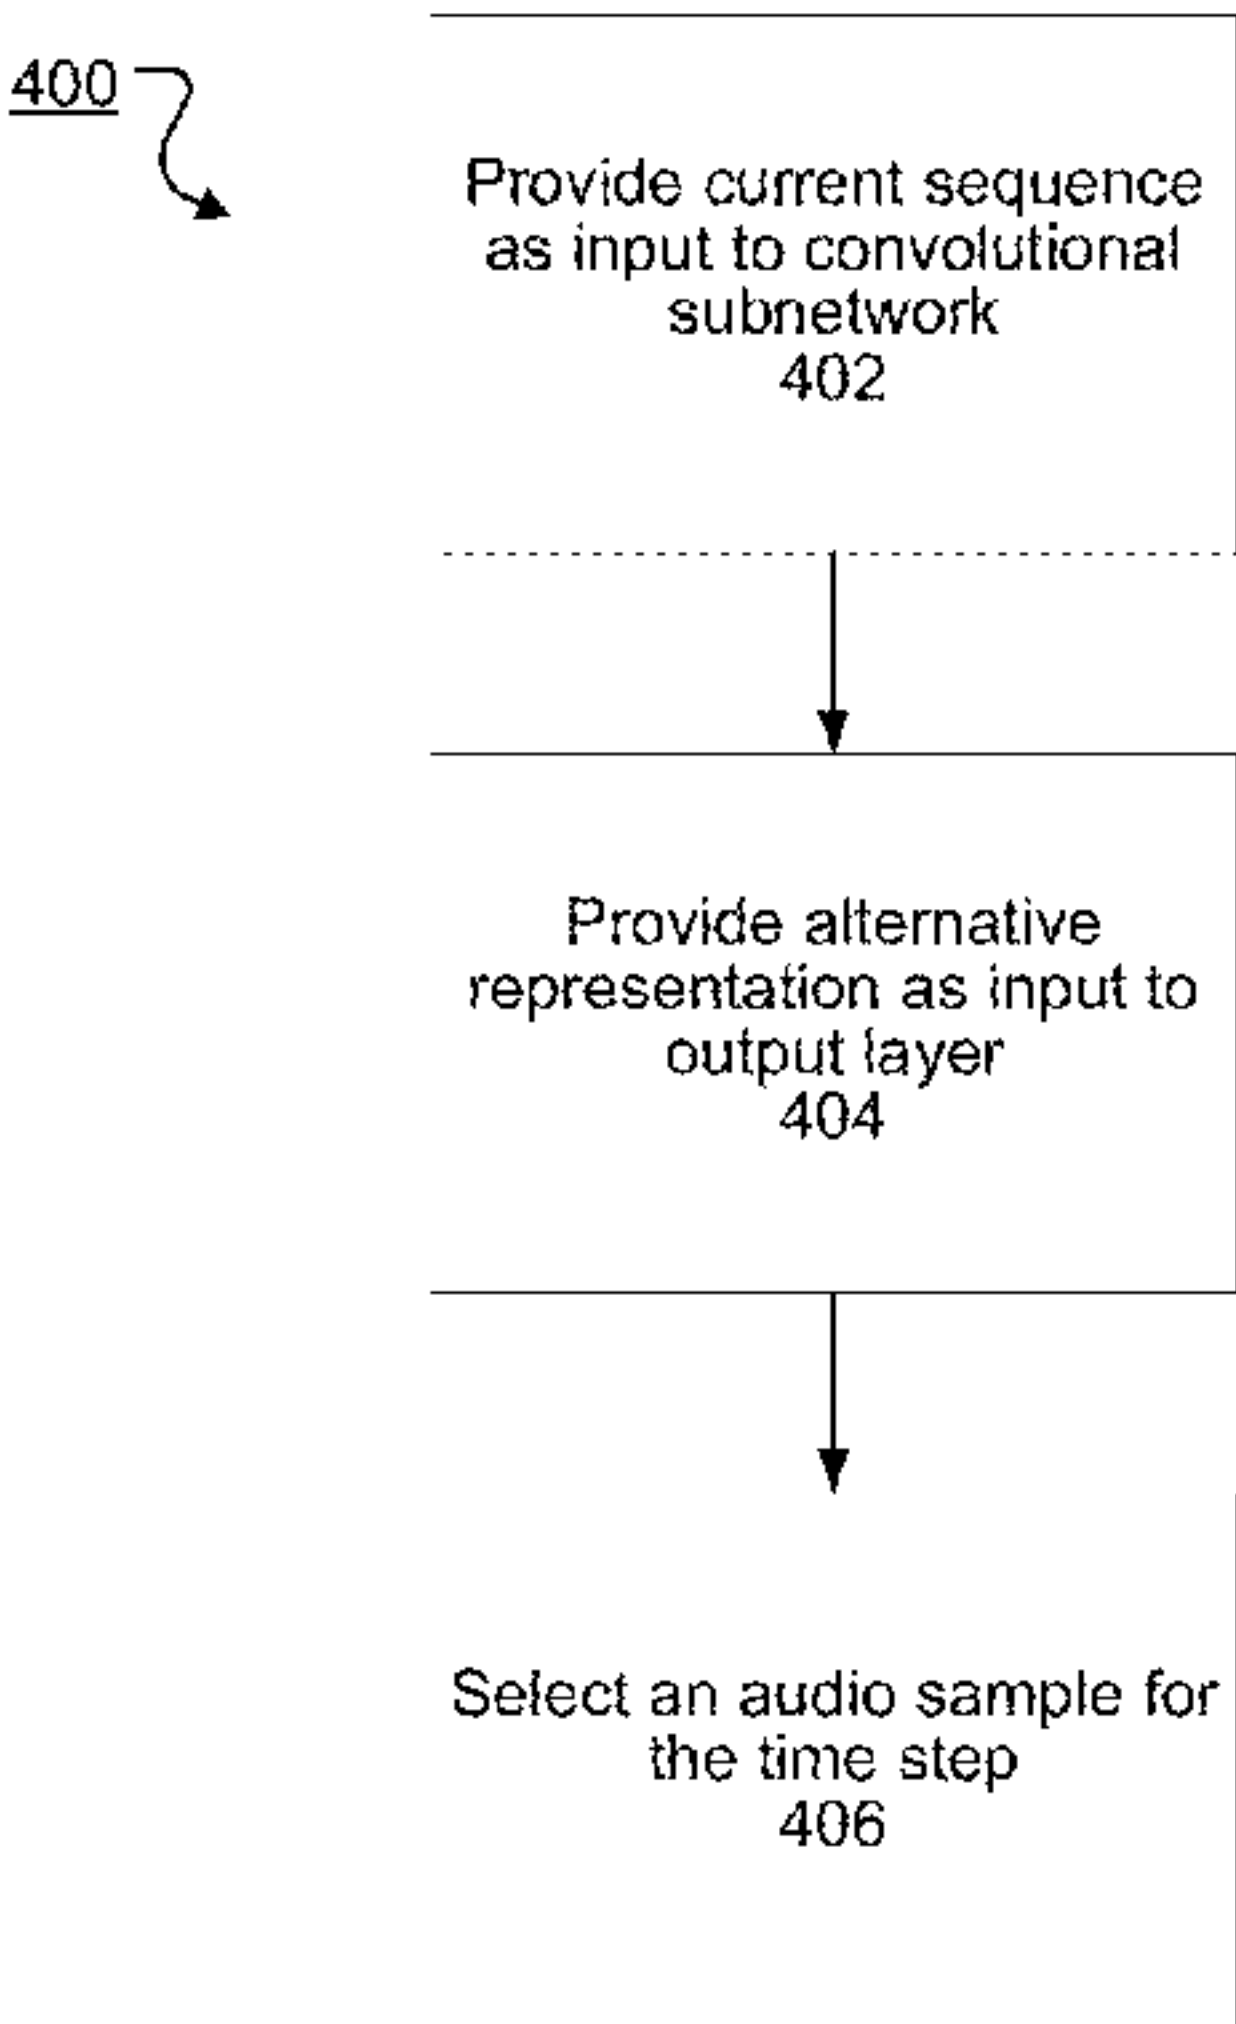 400
Provide current sequence
as input to convolutional
subnetwork
402
Provide alternative
representation as input to
output layer
404
Select an audio sample for
the time step
406